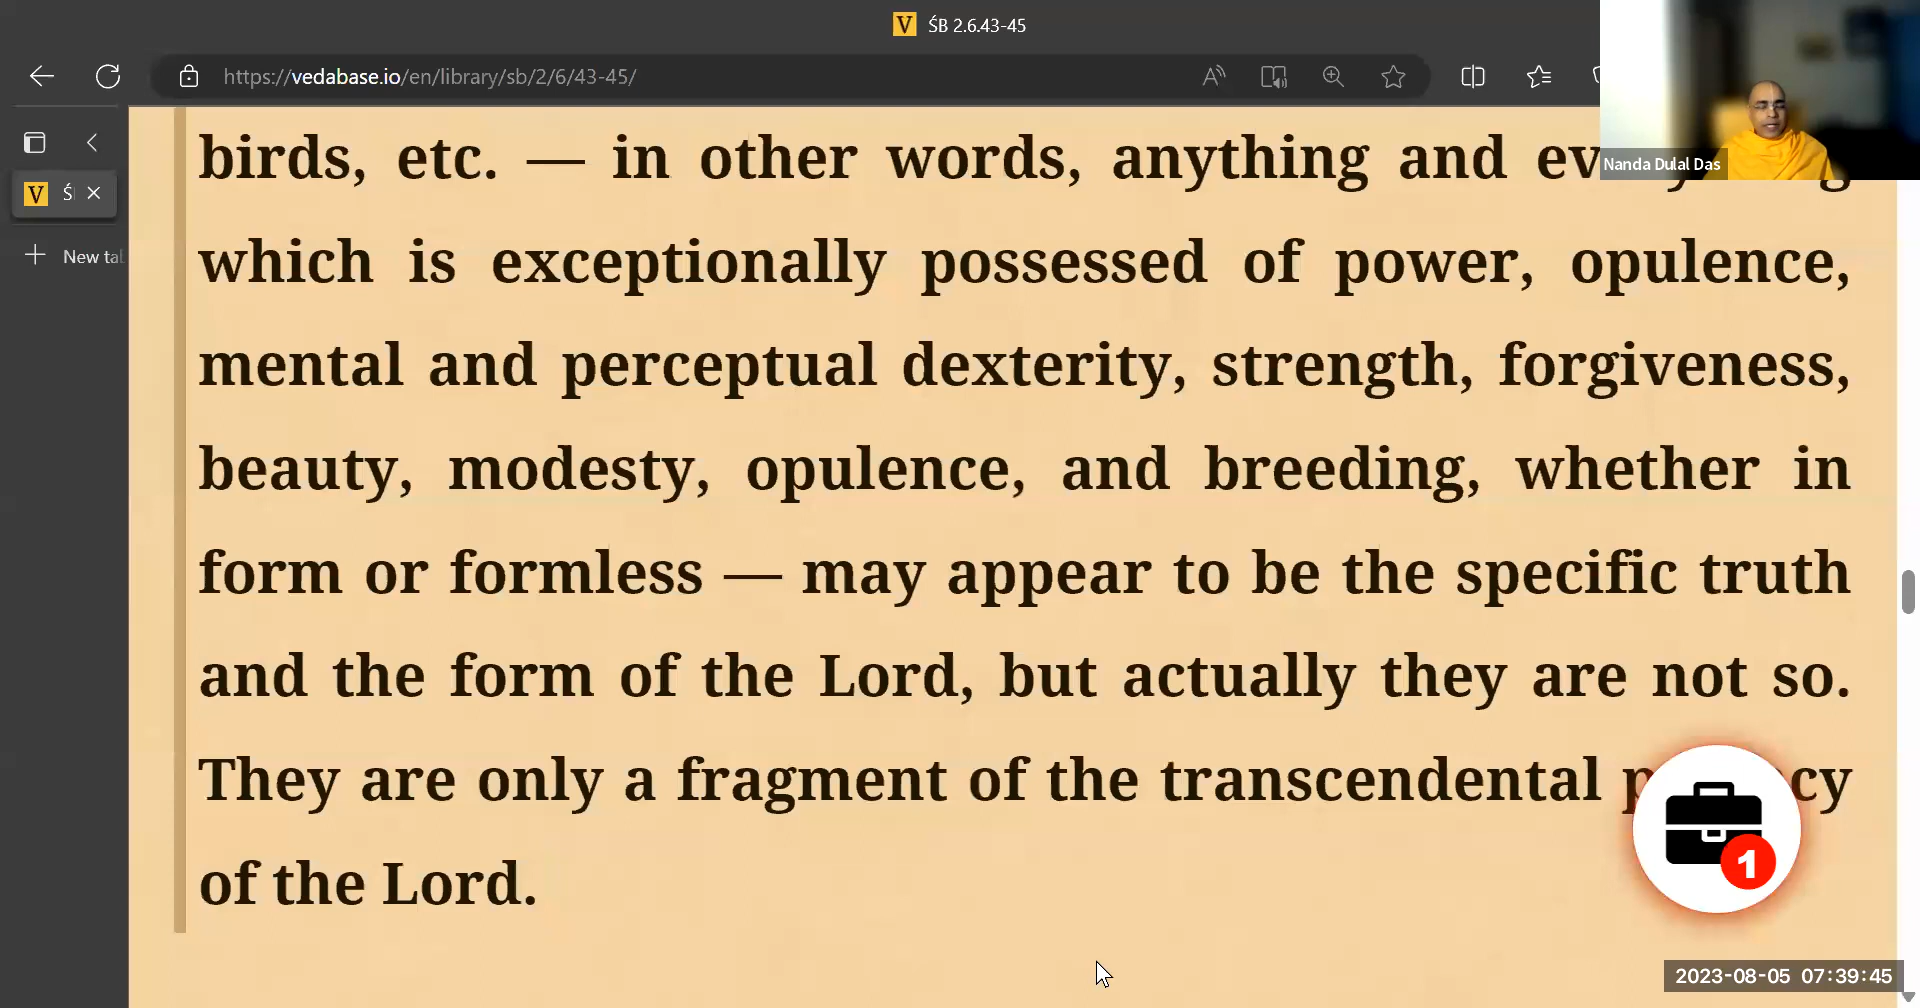 ŚB 2.6.43-45
https://vedabase.io/en/library/sb/2/6/43-45/
Nanda Dulal Das
New tab
birds, etc. — in other words, anything and
which is exceptionally possessed of power, opulence,
mental and perceptual dexterity, strength, forgiveness,
beauty, modesty, opulence, and breeding, whether in
form or formless — may appear to be the specific truth
and the form of the Lord, but actually they are not so.
They are only a fragment of the transcendental
of the Lord.
1
2023-08-05 07:39:45